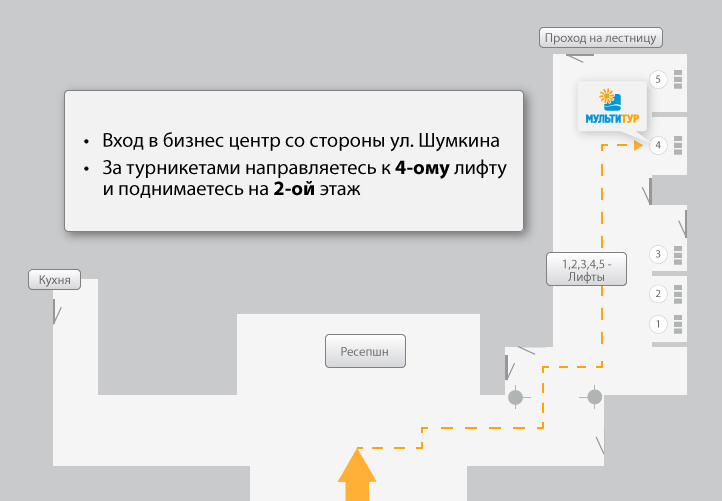 Проход на лестницу
5
МУЛЬТИТУР
• Вход в бизнес центр со стороны ул. Шумкина
• За турникетами направляетесь к 4-ому лифту
и поднимаетесь на 2-ой этаж
4
3
1,2,3,4,5 -
Лифты
Кухня
2
1
Ресепшн